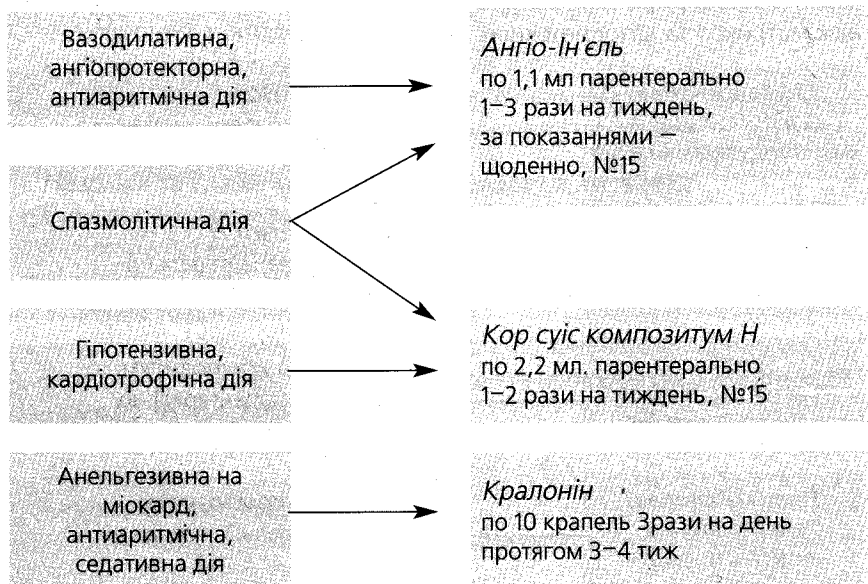 Вазодилативна,
ангіопротекторна,
антиаритмічна дія
Ангіо-Ін'єль
по 1,1 мл парентерально
1–3 рази на тиждень,
за показаннями –
щоденно, №15
Спазмолітична дія
Гіпотензивна,
кардіотрофічна дія
Кор суіс композитум Н
по 2,2 мл. парентерально
1–2 рази на тиждень, №15
Анельгезивна на
міокард,
антиаритмічна,
седативна дія
Кралонін
по 10 крапель 3рази на день
протягом 3–4 тиж